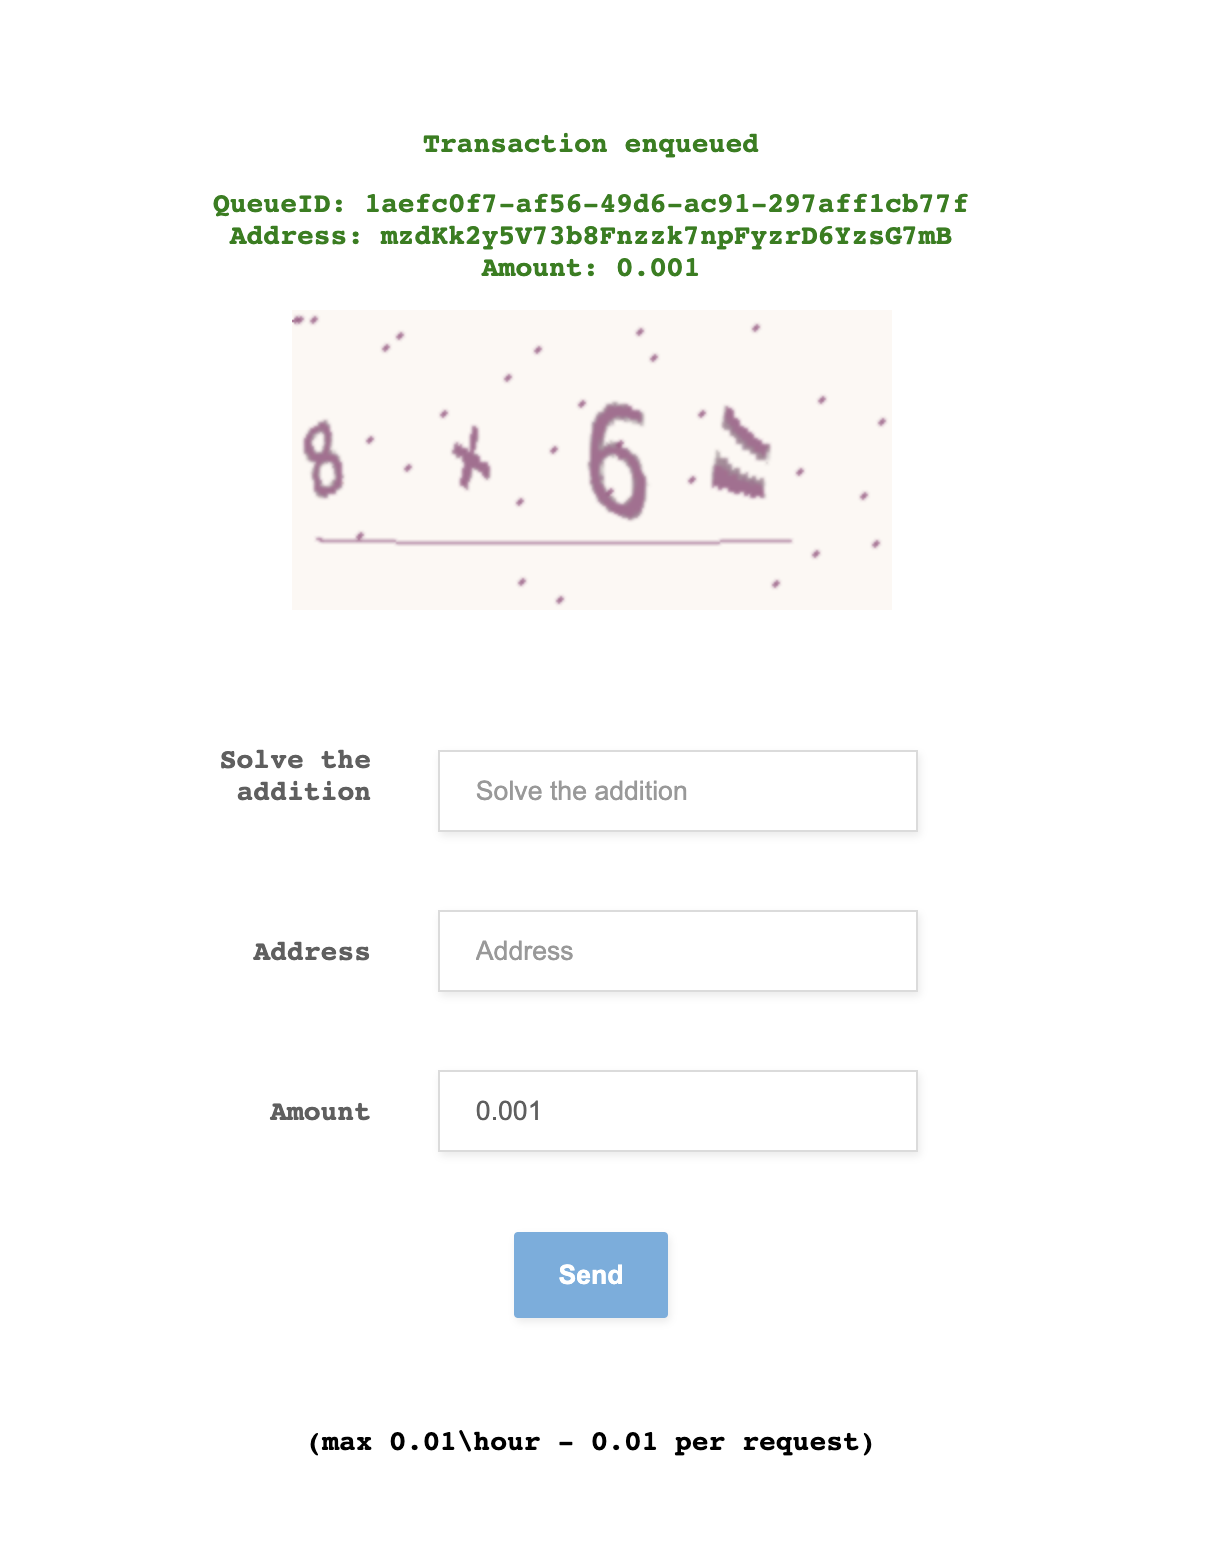 Transaction enqueued
QueueID: 1aefc0f7-af56-49d6-ac91-297aff1cb77f
Address: mzdKk2y5V73b8Fnzzk7npFyzrD6YzsG7mB
Amount: 0.001
8 + 6 =
Solve the
addition
Solve the addition
Address
Address
Amount
0.001
Send
(max 0.01\hour - 0.01 per request)